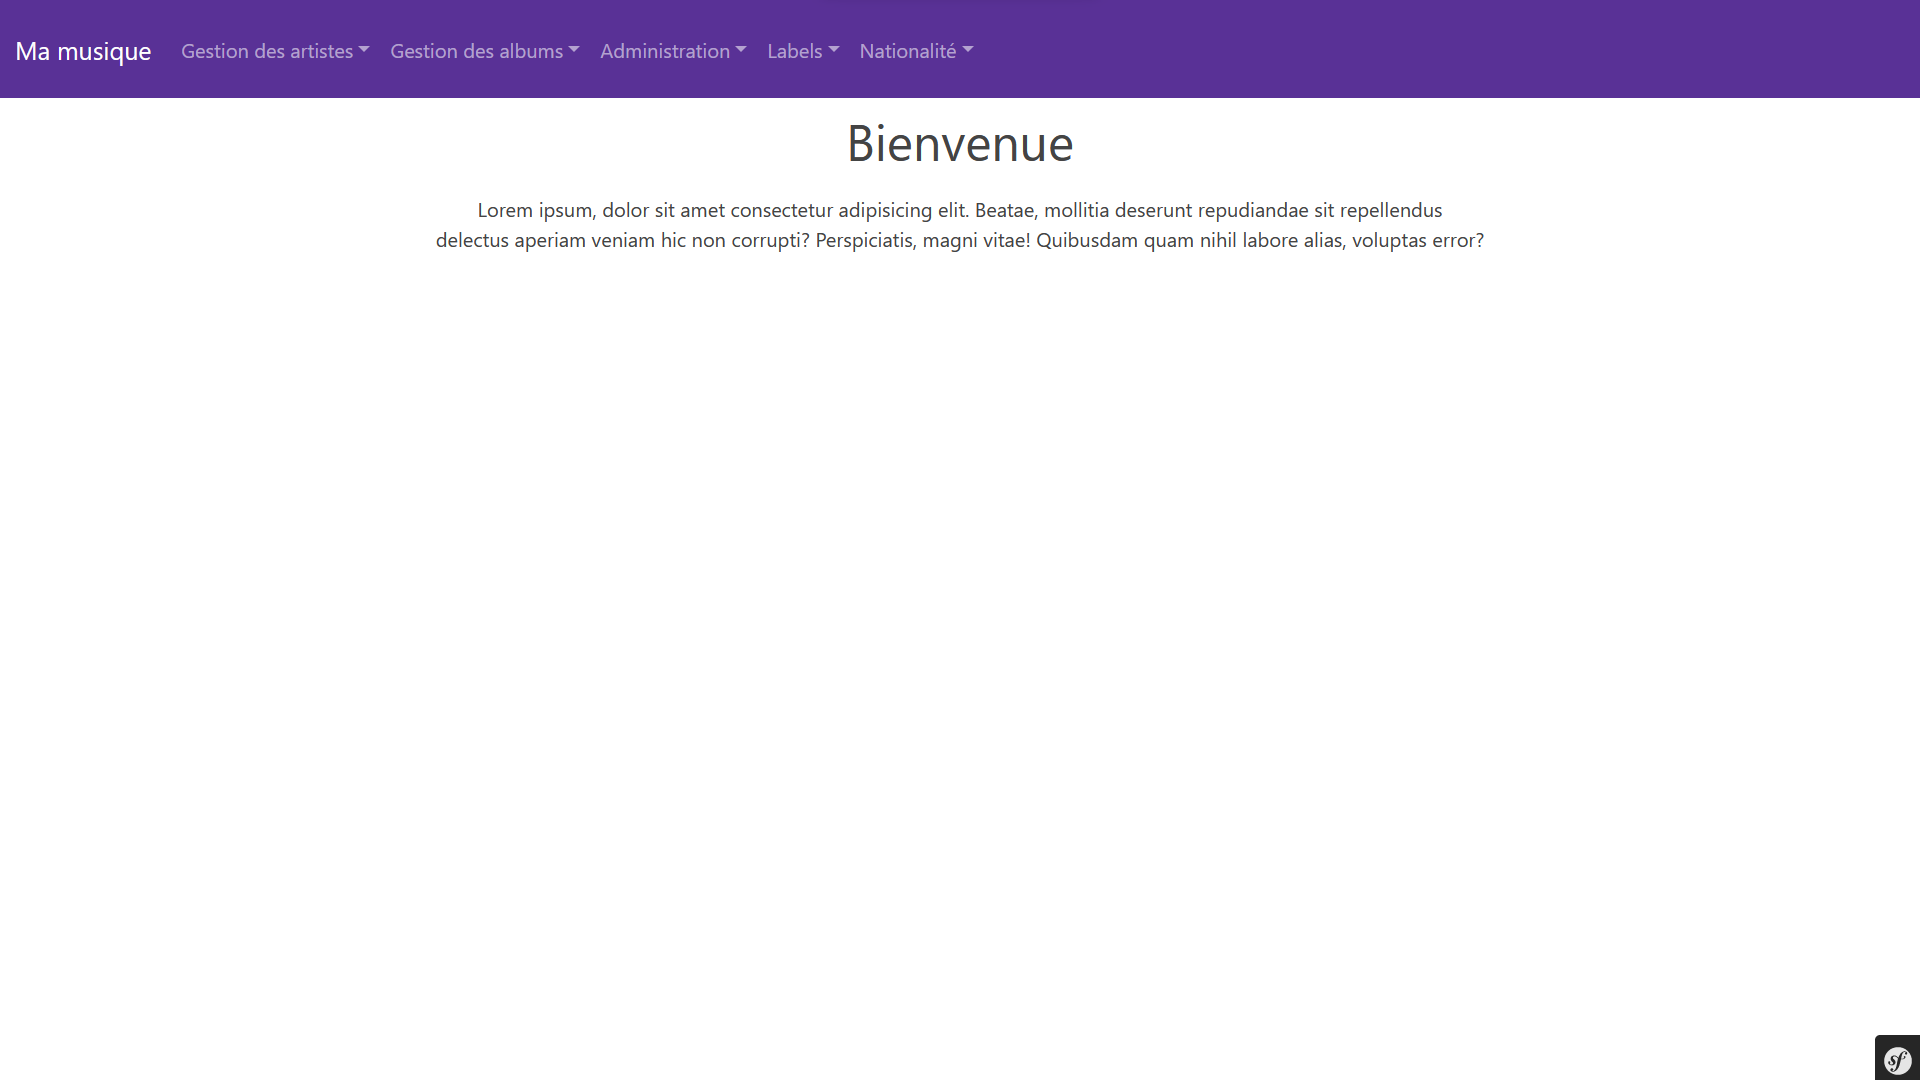 Ma musique Gestion des artistes Gestion des albums Administration Labels Nationalité
Bienvenue
Lorem ipsum, dolor sit amet consectetur adipisicing elit. Beatae, mollitia deserunt repudiandae sit repellendus
delectus aperiam veniam hic non corrupti? Perspiciatis, magni vitae! Quibusdam quam nihil labore alias, voluptas error?
sf